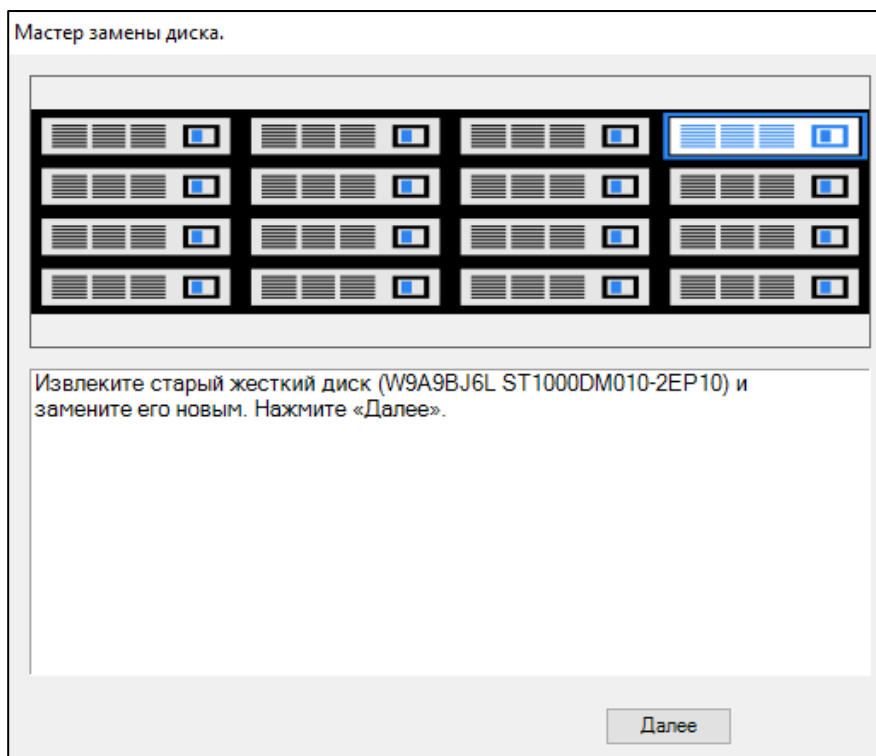 Мастер замены диска.
Извлеките старый жесткий диск (W9A9BJ6L ST1000DM010-2EP10) и
замените его новым. Нажмите «Далее».
Далее